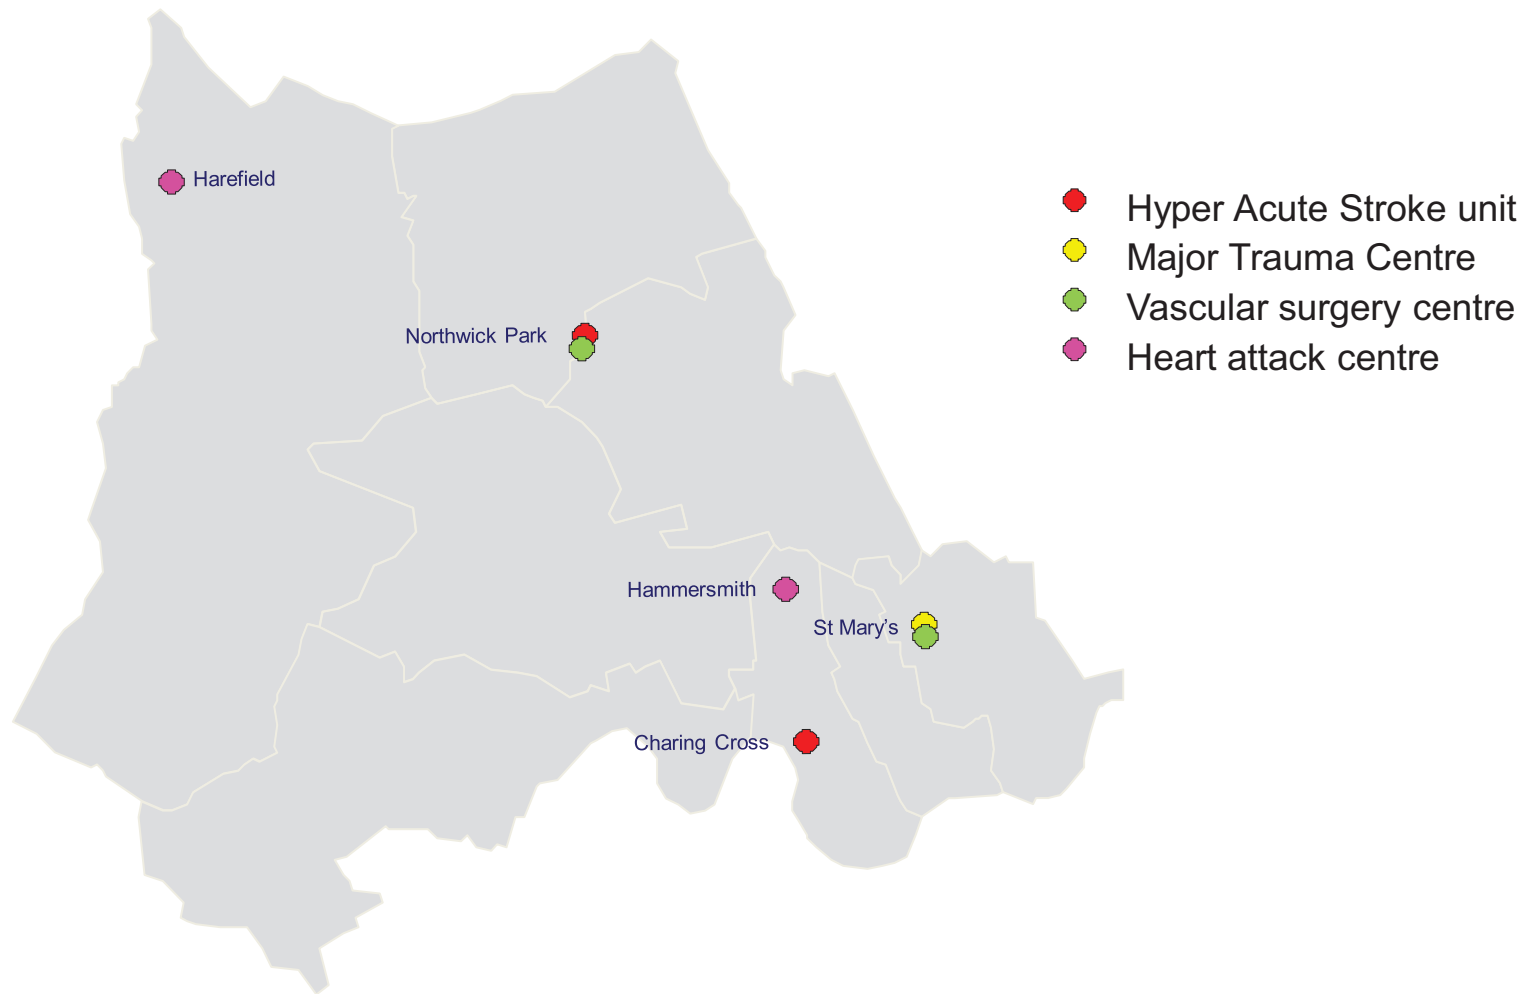 Harefield
Hyper Acute Stroke unit
Major Trauma Centre
Vascular surgery centre
Northwick Park
Heart attack centre
Hammersmith
St Mary’s
Charing Cross